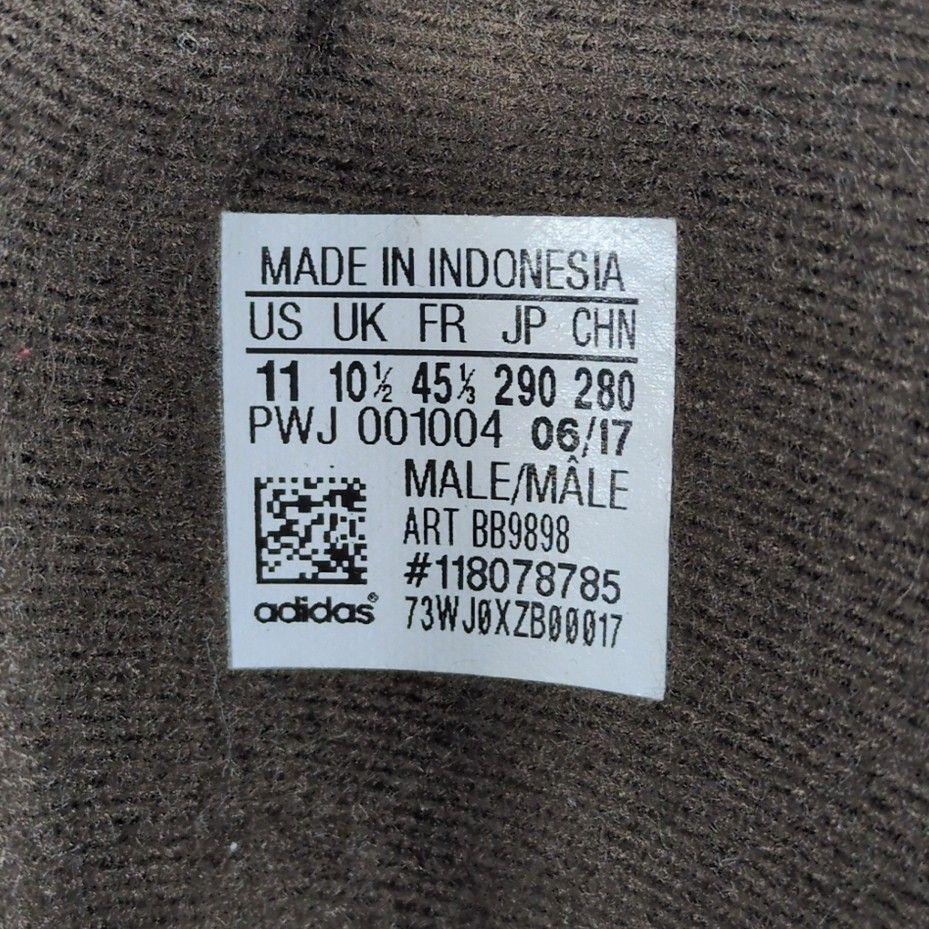 MADE IN INDONESIA
US UK FR JP CHN
11 10½ 45⅓ 290 280
PWJ 001004 06/17
MALE/MÂLE
ART BB9898
#118078785
adidas® 73WJ0XZB00017